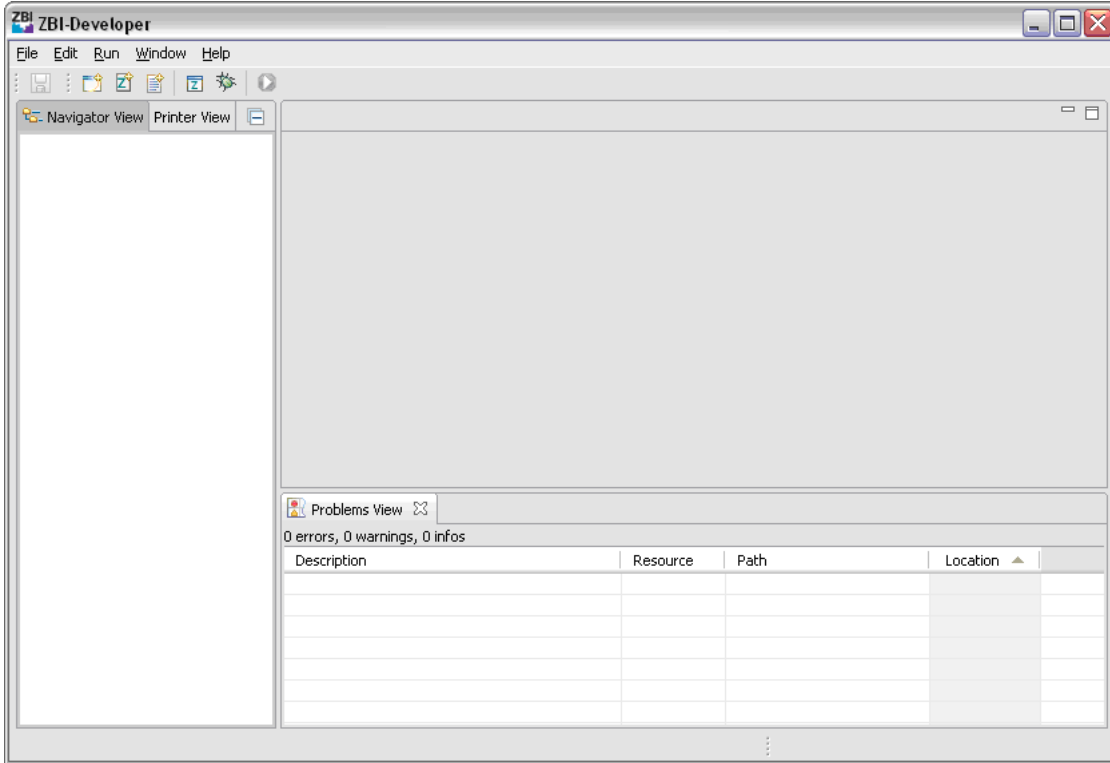 ZBI ZBI-Developer
File Edit Run Window Help
Navigator View Printer View
Problems View
0 errors, 0 warnings, 0 infos
Description Resource Path Location